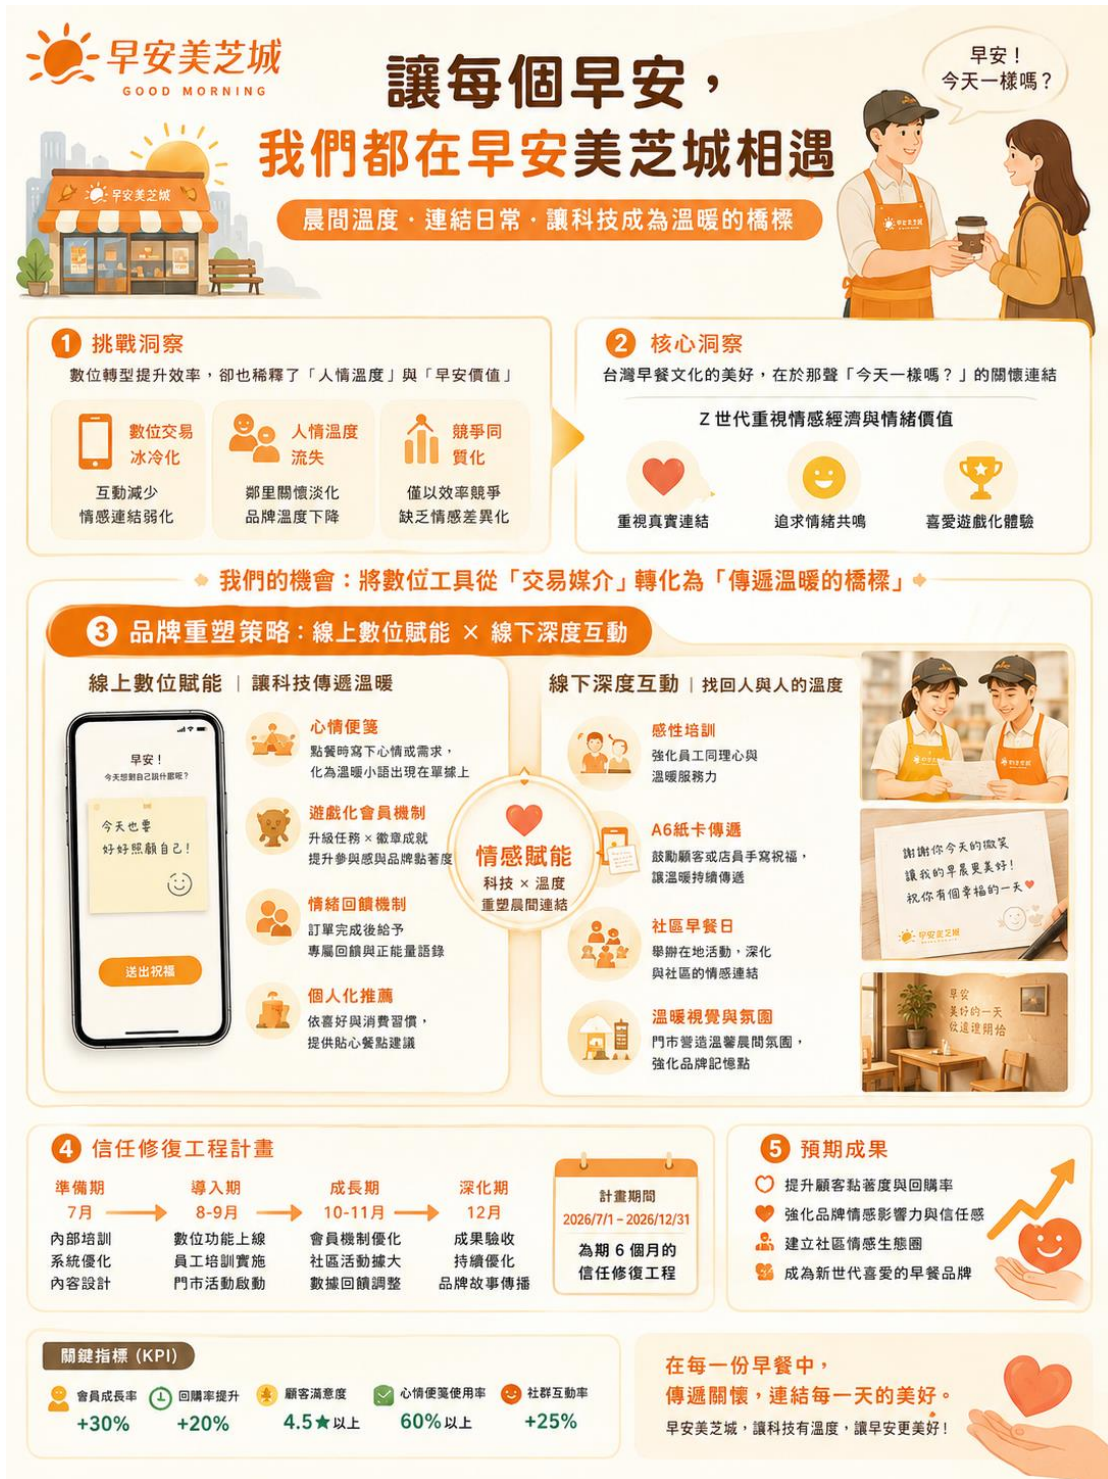 早安美芝城
GOOD MORNING
讓每個早安，
我們都在早安美芝城相遇
晨間溫度·連結日常·讓科技成為溫暖的橋樑
早安！
今天一樣嗎？
早安美芝城
早安美芝城
1 挑戰洞察
數位轉型提升效率，卻也稀釋了「人情溫度」與「早安價值」
數位交易
冰冷化
互動減少
情感連結弱化
人情溫度
流失
鄰里關懷淡化
品牌溫度下降
競爭同
質化
僅以效率競爭
缺乏情感差異化
2 核心洞察
台灣早餐文化的美好，在於那聲「今天一樣嗎？」的關懷連結
Z 世代重視情感經濟與情緒價值
重視真實連結
追求情緒共鳴
喜愛遊戲化體驗
我們的機會：將數位工具從「交易媒介」轉化為「傳遞溫暖的橋樑」
3 品牌重塑策略：線上數位賦能 × 線下深度互動
線上數位賦能 | 讓科技傳遞溫暖
早安！
今天想對自己說什麼呢？
今天也要
好好照顧自己！
送出祝福
心情便箋
點餐時寫下心情或需求，
化為溫暖小語出現在單據上
遊戲化會員機制
升級任務 × 徽章成就
提升參與感與品牌黏著度
情緒回饋機制
訂單完成後給予
專屬回饋與正能量語錄
個人化推薦
依喜好與消費習慣，
提供貼心餐點建議
情感賦能
科技 × 溫度
重塑晨間連結
線下深度互動 | 找回人與人的溫度
感性培訓
強化員工同理心與
溫暖服務力
A6紙卡傳遞
鼓勵顧客或店員手寫祝福，
讓溫暖持續傳遞
社區早餐日
舉辦在地活動，深化
與社區的情感連結
溫暖視覺與氛圍
門市營造溫馨晨間氛圍，
強化品牌記憶點
謝謝你今天的微笑
讓我的早晨更美好！
祝你有個幸福的一天
早安美芝城
早安
美好的一天
從這裡開始
4 信任修復工程計畫
準備期
7月
內部培訓
系統優化
內容設計
導入期
8-9月
數位功能上線
員工培訓實施
門市活動啟動
成長期
10-11月
會員機制優化
社區活動擴大
數據回饋調整
深化期
12月
成果驗收
持續優化
品牌故事傳播
計畫期間
2026/7/1 – 2026/12/31
為期 6 個月的
信任修復工程
5 預期成果
提升顧客黏著度與回購率
強化品牌情感影響力與信任感
建立社區情感生態圈
成為新世代喜愛的早餐品牌
關鍵指標 (KPI)
會員成長率
+30%
回購率提升
+20%
顧客滿意度
4.5★以上
心情便箋使用率
60%以上
社群互動率
+25%
在每一份早餐中，
傳遞關懷，連結每一天的美好。
早安美芝城，讓科技有溫度，讓早安更美好！